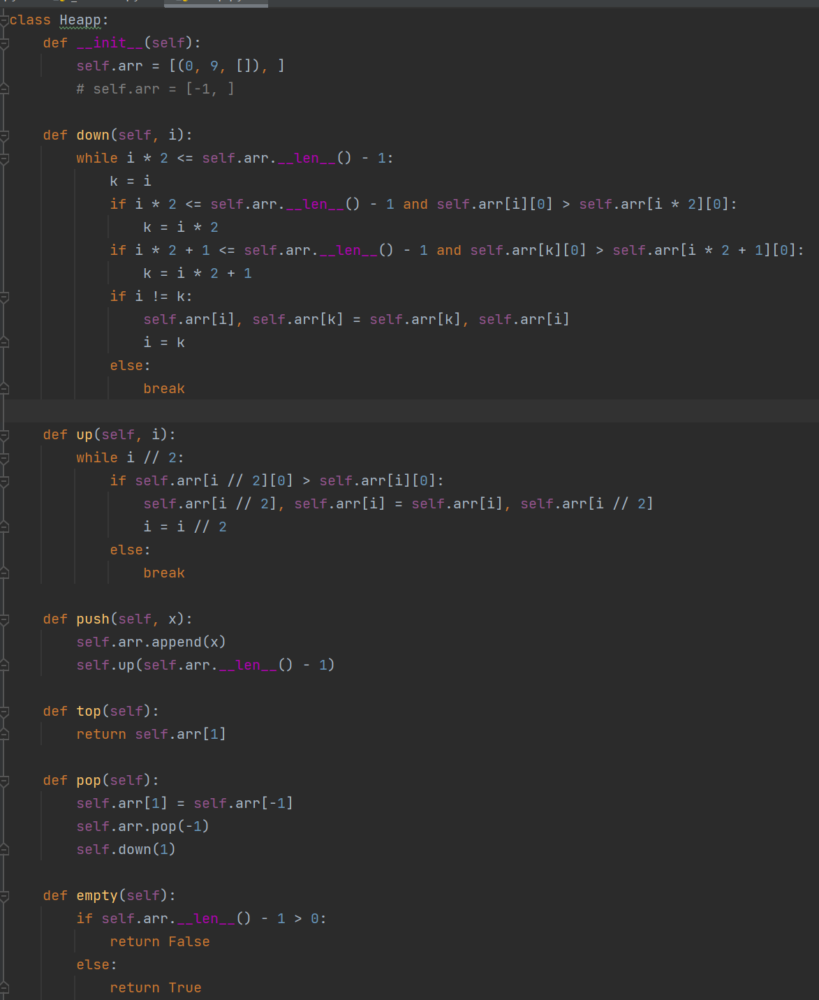 class Heapp:
    def __init__(self):
        self.arr = [(0, 9, []), ]
        # self.arr = [-1, ]

    def down(self, i):
        while i * 2 <= self.arr.__len__() - 1:
            k = i
            if i * 2 <= self.arr.__len__() - 1 and self.arr[i][0] > self.arr[i * 2][0]:
                k = i * 2
            if i * 2 + 1 <= self.arr.__len__() - 1 and self.arr[k][0] > self.arr[i * 2 + 1][0]:
                k = i * 2 + 1
            if i != k:
                self.arr[i], self.arr[k] = self.arr[k], self.arr[i]
                i = k
            else:
                break

    def up(self, i):
        while i // 2:
            if self.arr[i // 2][0] > self.arr[i][0]:
                self.arr[i // 2], self.arr[i] = self.arr[i], self.arr[i // 2]
                i = i // 2
            else:
                break

    def push(self, x):
        self.arr.append(x)
        self.up(self.arr.__len__() - 1)

    def top(self):
        return self.arr[1]

    def pop(self):
        self.arr[1] = self.arr[-1]
        self.arr.pop(-1)
        self.down(1)

    def empty(self):
        if self.arr.__len__() - 1 > 0:
            return False
        else:
            return True